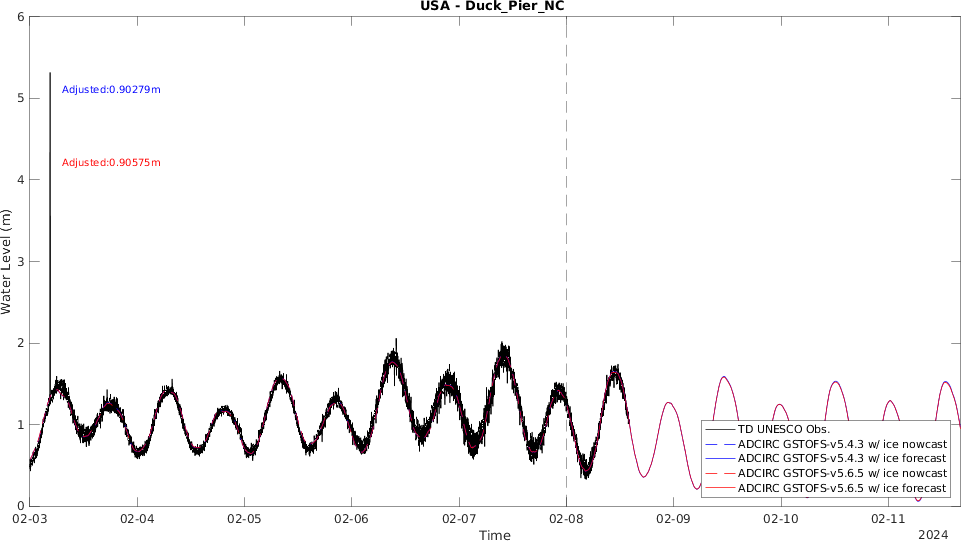 USA - Duck_Pier_NC
6
5
4
3
2
1
0
Water Level (m)
Adjusted:0.90279m
Adjusted:0.90575m
TD UNESCO Obs.
ADCIRC GSTOFS-v5.4.3 w/ ice nowcast
ADCIRC GSTOFS-v5.4.3 w/ ice forecast
ADCIRC GSTOFS-v5.6.5 w/ ice nowcast
ADCIRC GSTOFS-v5.6.5 w/ ice forecast
02-03 02-04 02-05 02-06 02-07 02-08 02-09 02-10 02-11
Time
2024